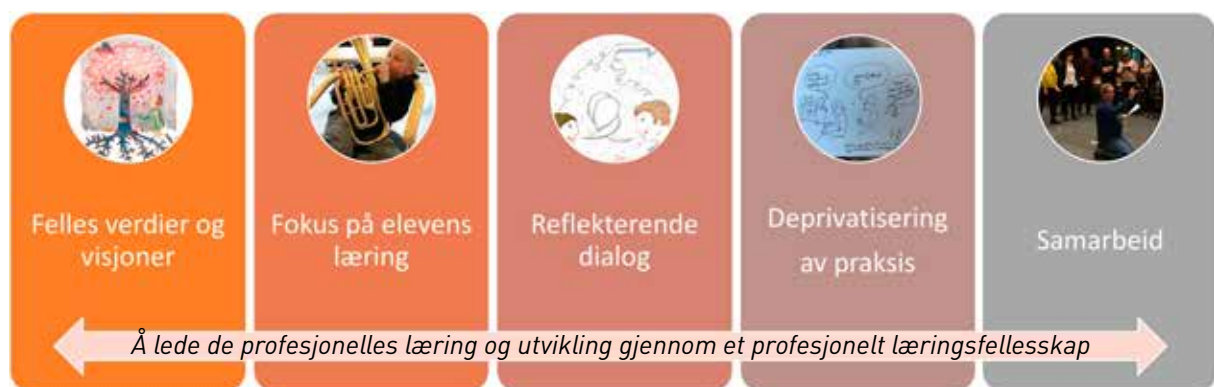 Felles verdier og
visjoner
Fokus på elevens
læring
Reflekterende
dialog
Deprivatisering
av praksis
Samarbeid
Å lede de profesjonelles læring og utvikling gjennom et profesjonelt læringsfellesskap